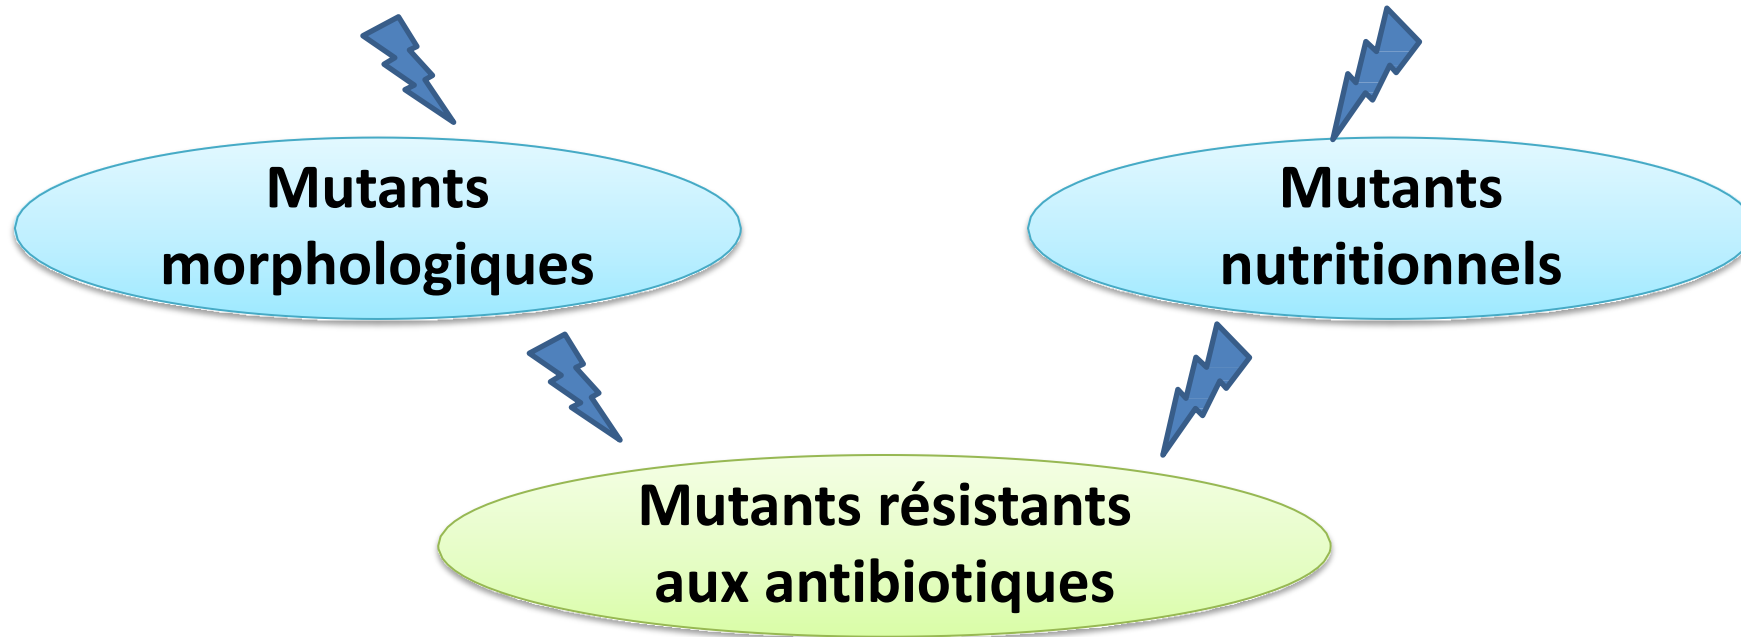 Mutants
morphologiques
Mutants
nutritionnels
Mutants résistants
aux antibiotiques